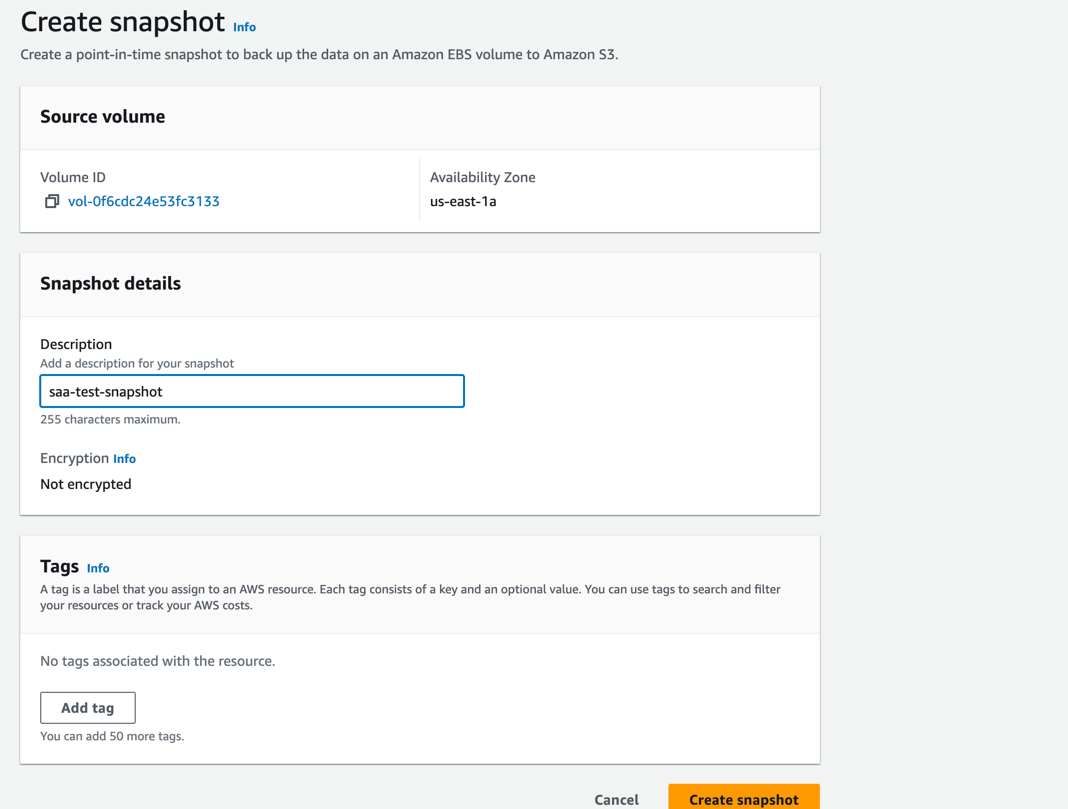 Create snapshot Info
Create a point-in-time snapshot to back up the data on an Amazon EBS volume to Amazon S3.
Source volume
Volume ID
vol-0f6cdc24e53fc3133
Availability Zone
us-east-1a
Snapshot details
Description
Add a description for your snapshot
saa-test-snapshot
255 characters maximum.
Encryption Info
Not encrypted
Tags Info
A tag is a label that you assign to an AWS resource. Each tag consists of a key and an optional value. You can use tags to search and filter
your resources or track your AWS costs.
No tags associated with the resource.
Add tag
You can add 50 more tags.
Cancel
Create snapshot